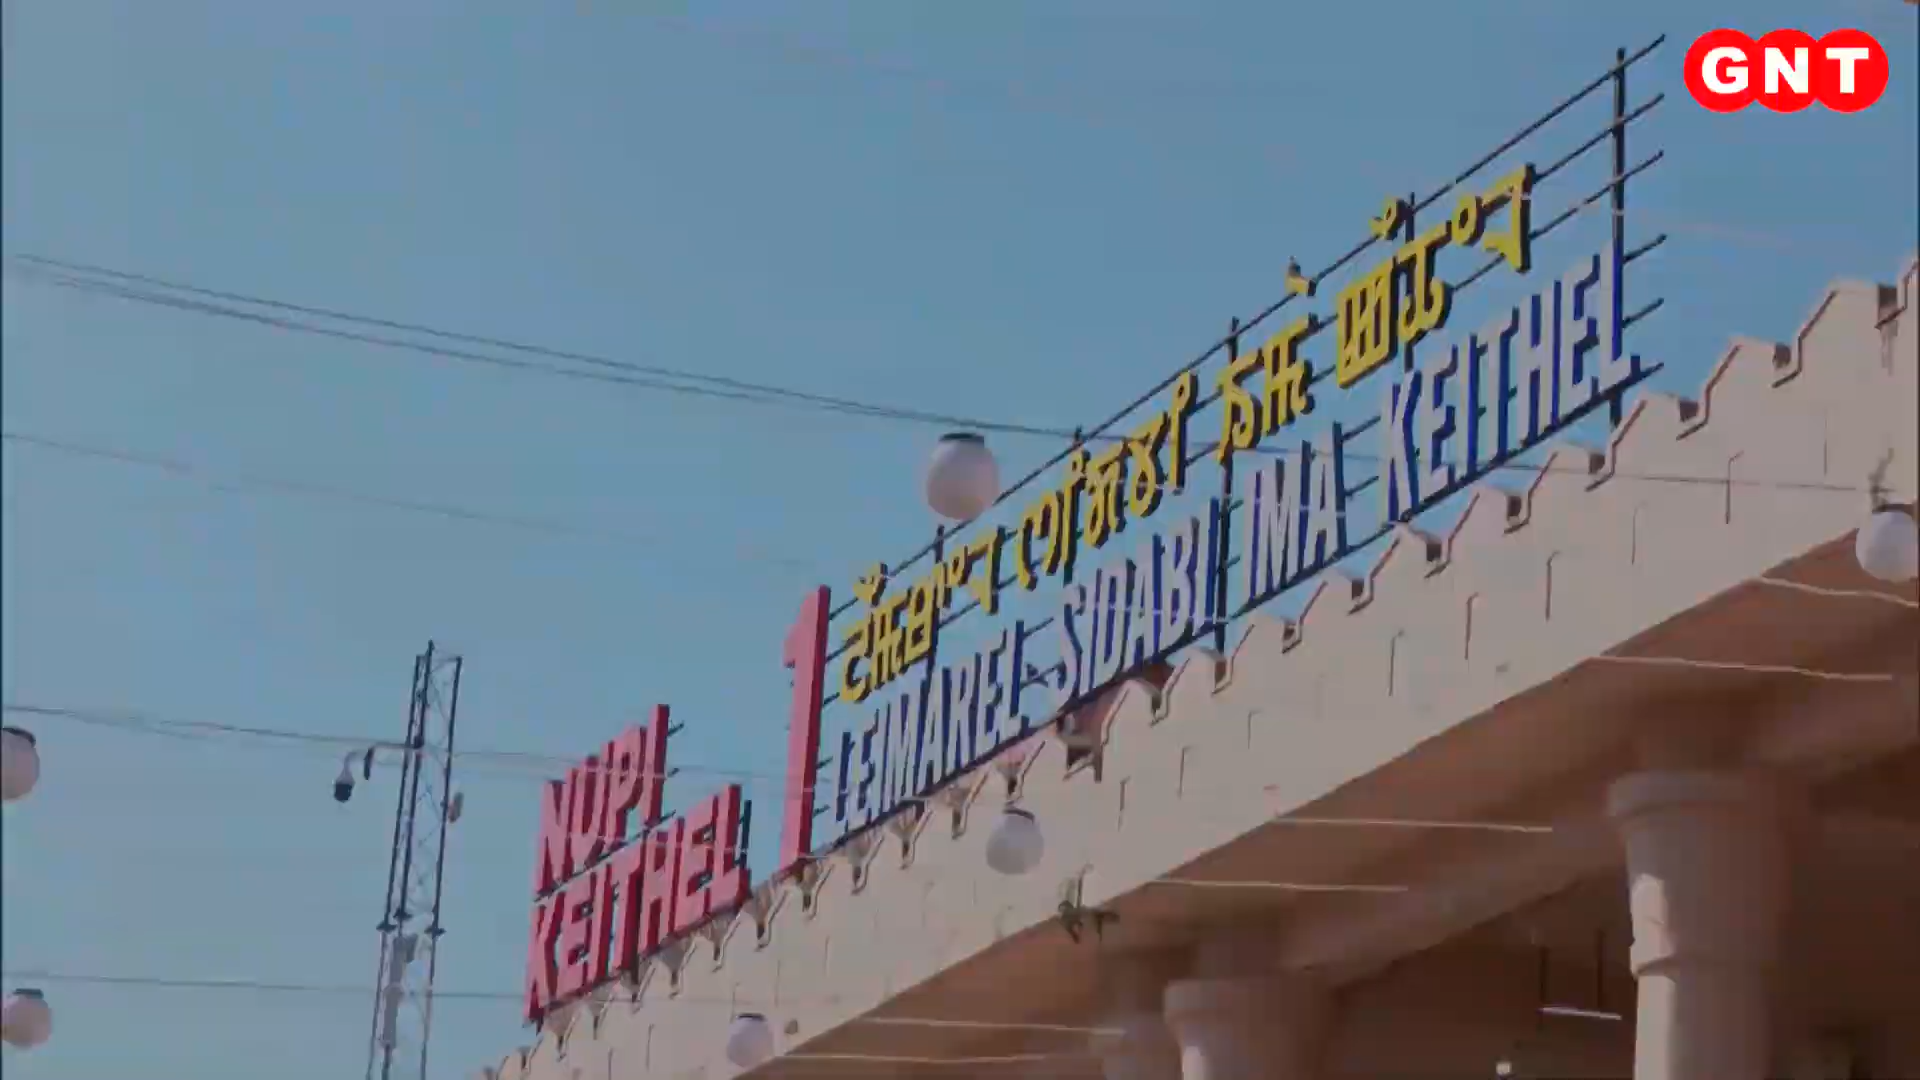 GNT
NUPI
KEITHEL
1
ꯂꯩꯃꯔꯦꯜ ꯁꯤꯗꯕꯤ ꯏꯃꯥ ꯀꯩꯊꯦꯜ
LEIMAREL SIDABI IMA KEITHEL